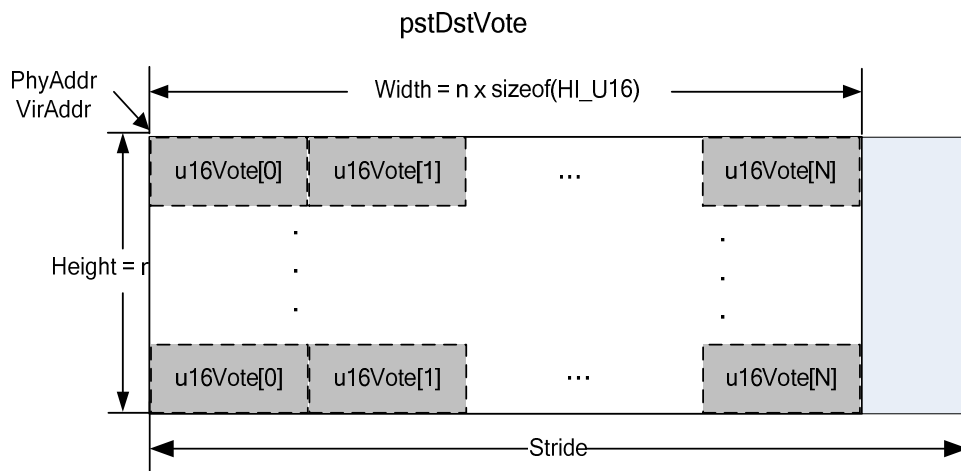 pstDstVote
PhyAddr
VirAddr
Width = n x sizeof(HI_U16)
u16Vote[0] u16Vote[1] ... u16Vote[N]
Height = r
u16Vote[0] u16Vote[1] ... u16Vote[N]
Stride